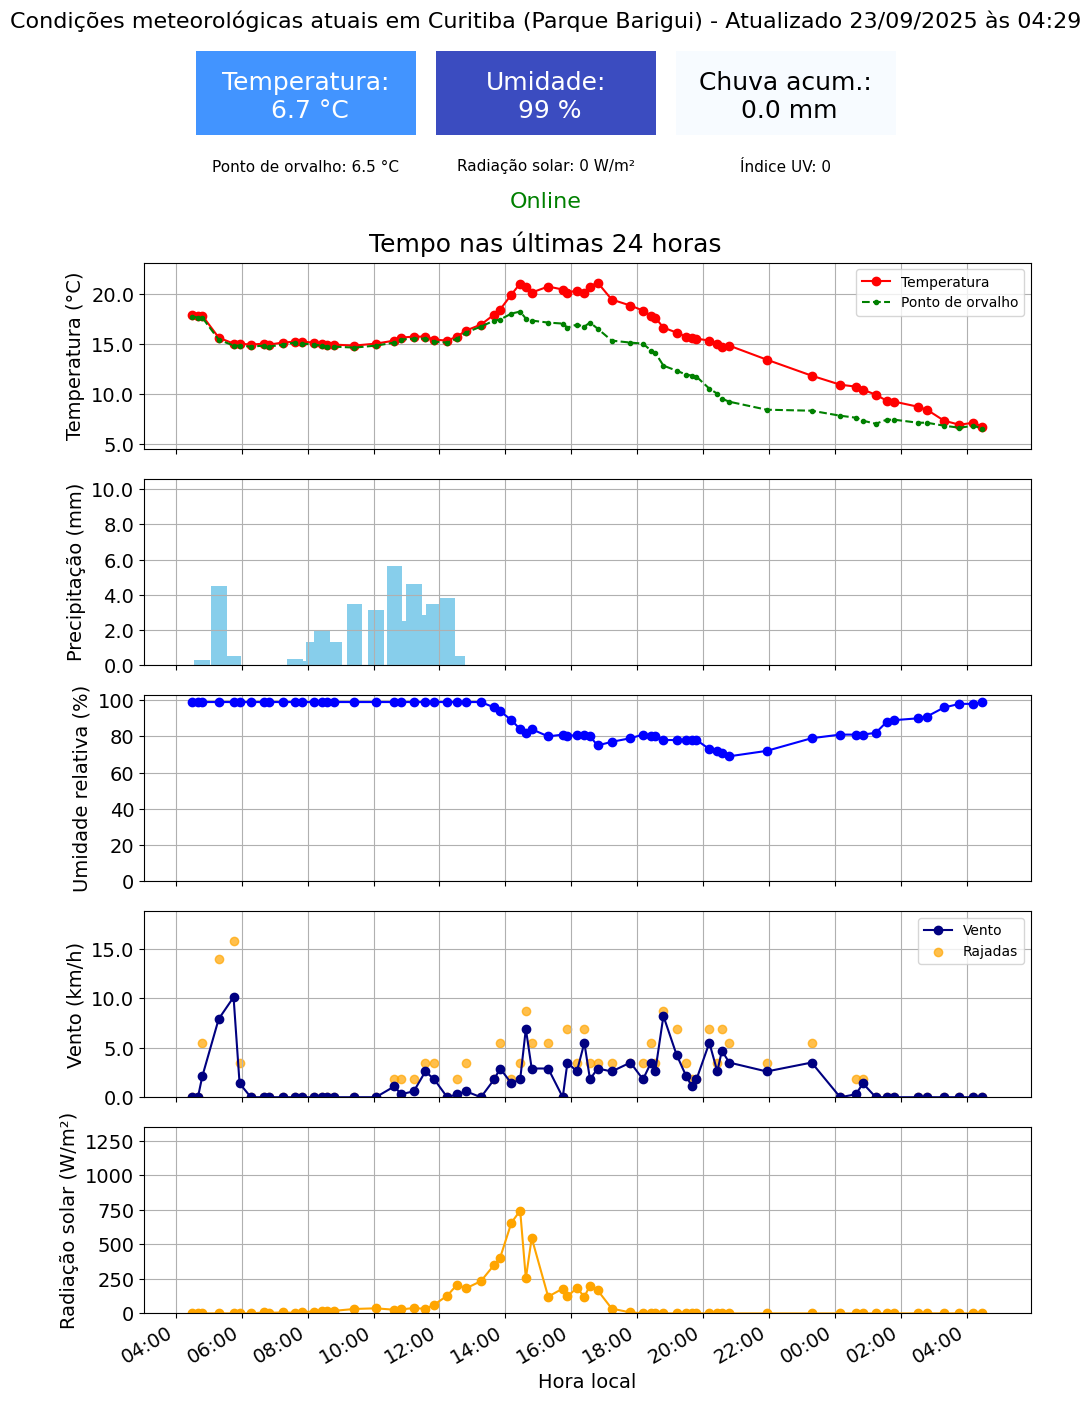 Condições meteorológicas atuais em Curitiba (Parque Barigui) - Atualizado 23/09/2025 às 04:29
Temperatura:
6.7 °C
Umidade:
99 %
Chuva acum.:
0.0 mm
Ponto de orvalho: 6.5 °C
Radiação solar: 0 W/m²
Índice UV: 0
Online
Tempo nas últimas 24 horas
Temperatura (°C)
20.0
15.0
10.0
5.0
Temperatura
Ponto de orvalho
Precipitação (mm)
10.0
8.0
6.0
4.0
2.0
0.0
Umidade relativa (%)
100
80
60
40
20
0
Vento (km/h)
15.0
10.0
5.0
0.0
Vento
Rajadas
Radiação solar (W/m²)
1250
1000
750
500
250
0
04:00
06:00
08:00
10:00
12:00
14:00
16:00
18:00
20:00
22:00
00:00
02:00
04:00
Hora local